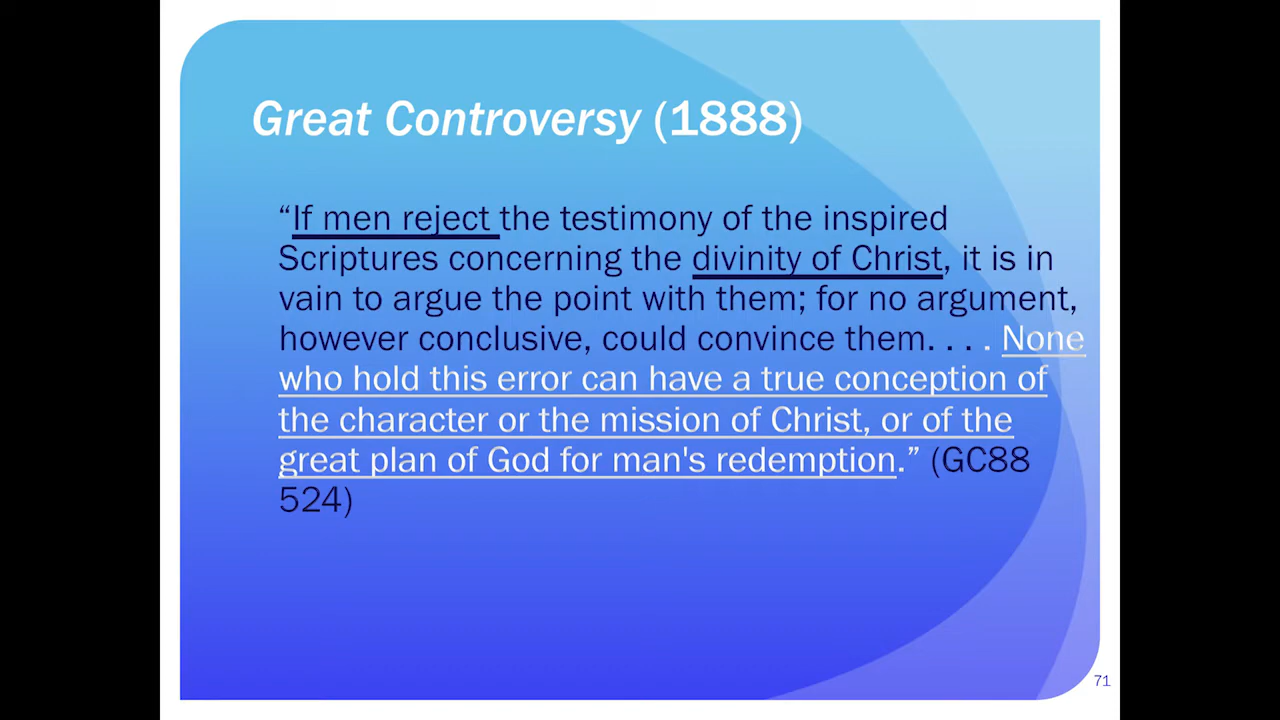 Great Controversy (1888)
“If men reject the testimony of the inspired
Scriptures concerning the divinity of Christ, it is in
vain to argue the point with them; for no argument,
however conclusive, could convince them. . . . None
who hold this error can have a true conception of
the character or the mission of Christ, or of the
great plan of God for man's redemption.” (GC88
524)
71